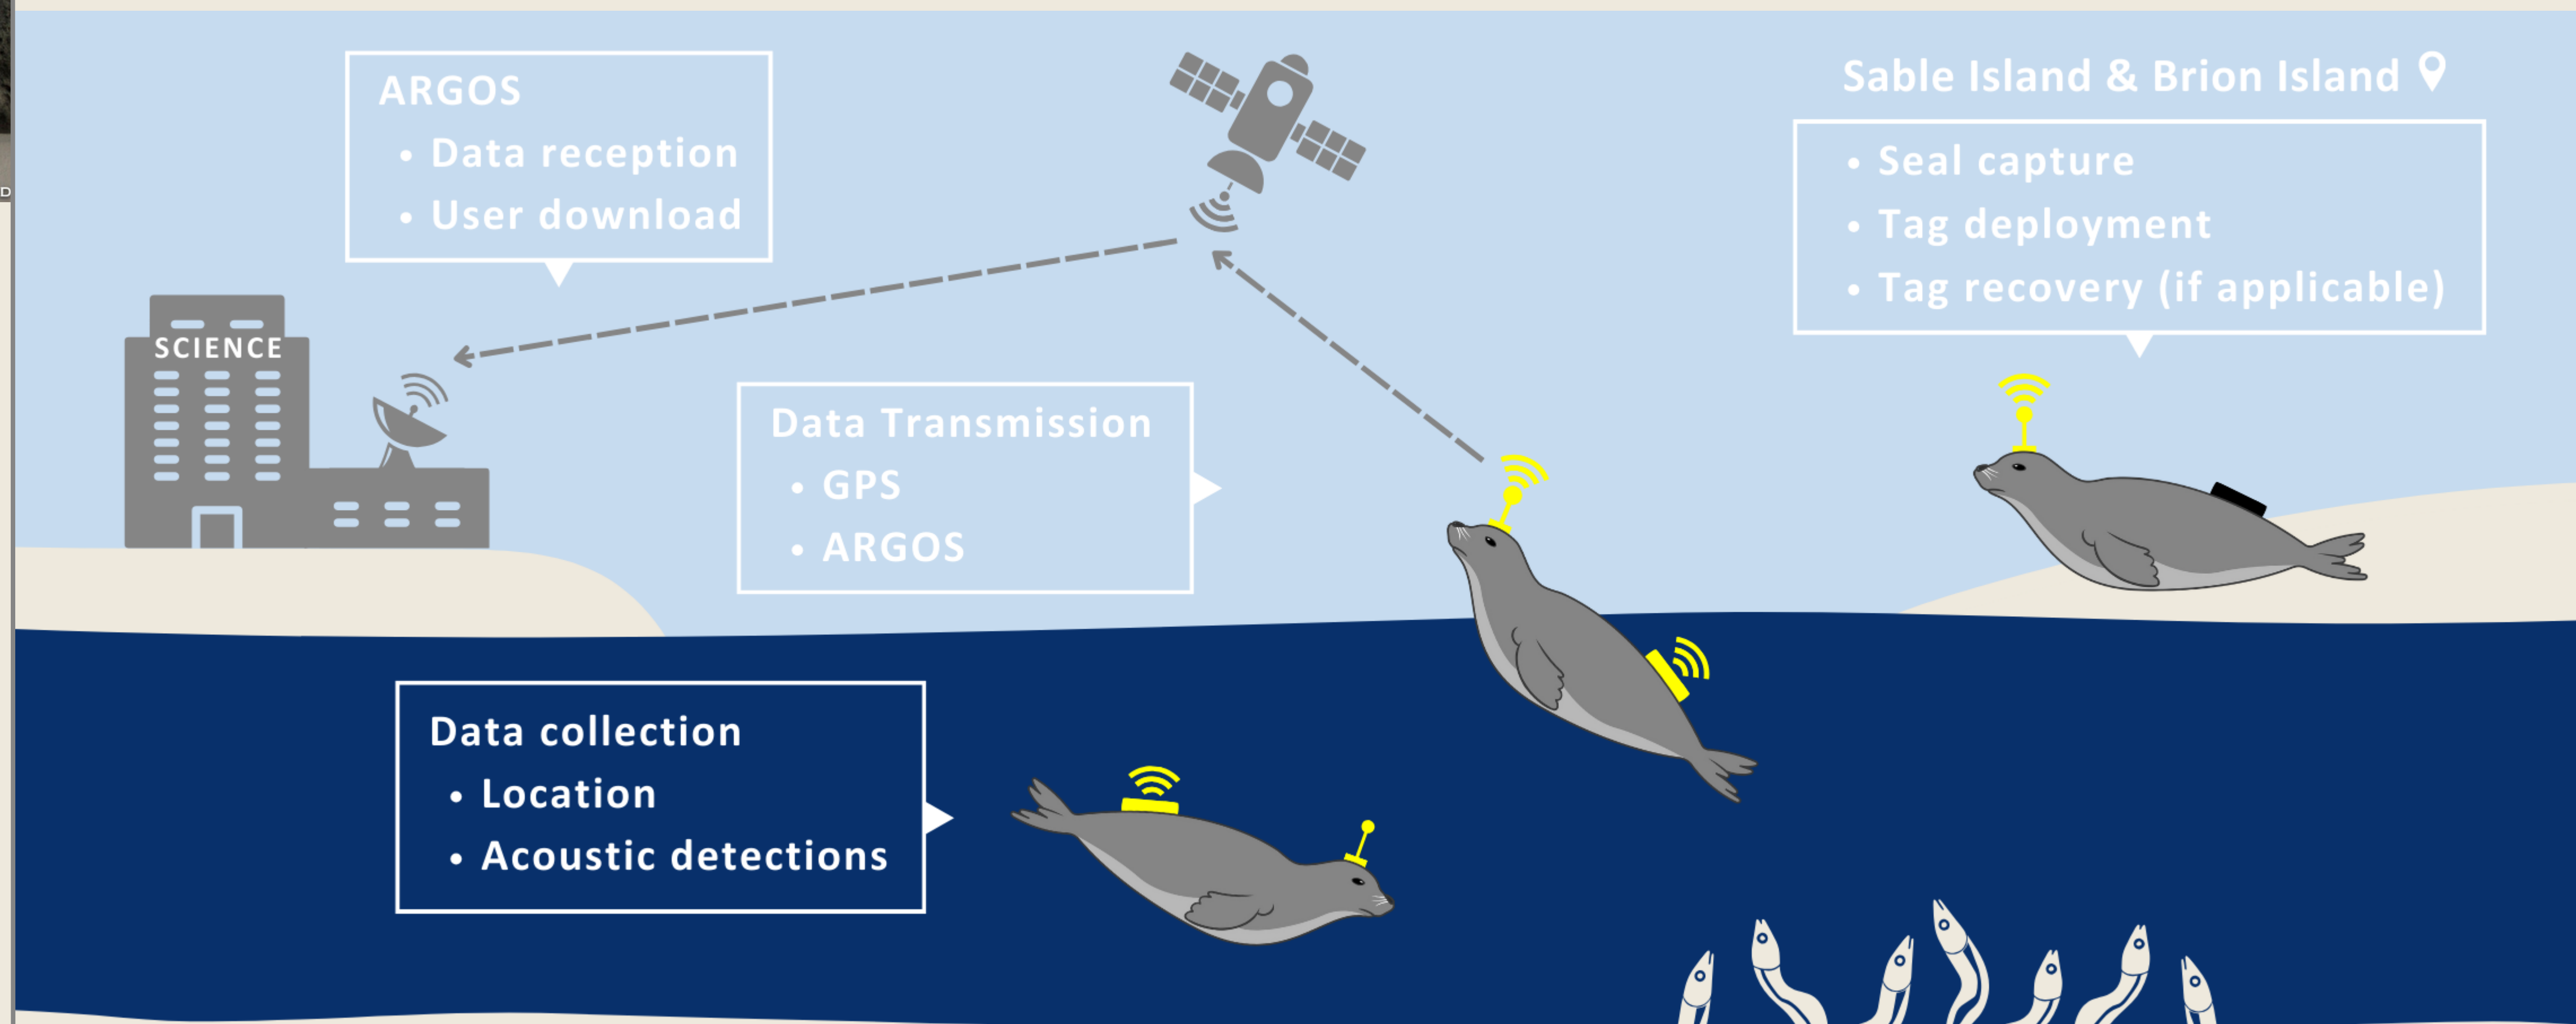 ARGOS
• Data reception
• User download
Sable Island & Brion Island
• Seal capture
• Tag deployment
• Tag recovery (if applicable)
SCIENCE
Data Transmission
• GPS
• ARGOS
Data collection
• Location
• Acoustic detections
D